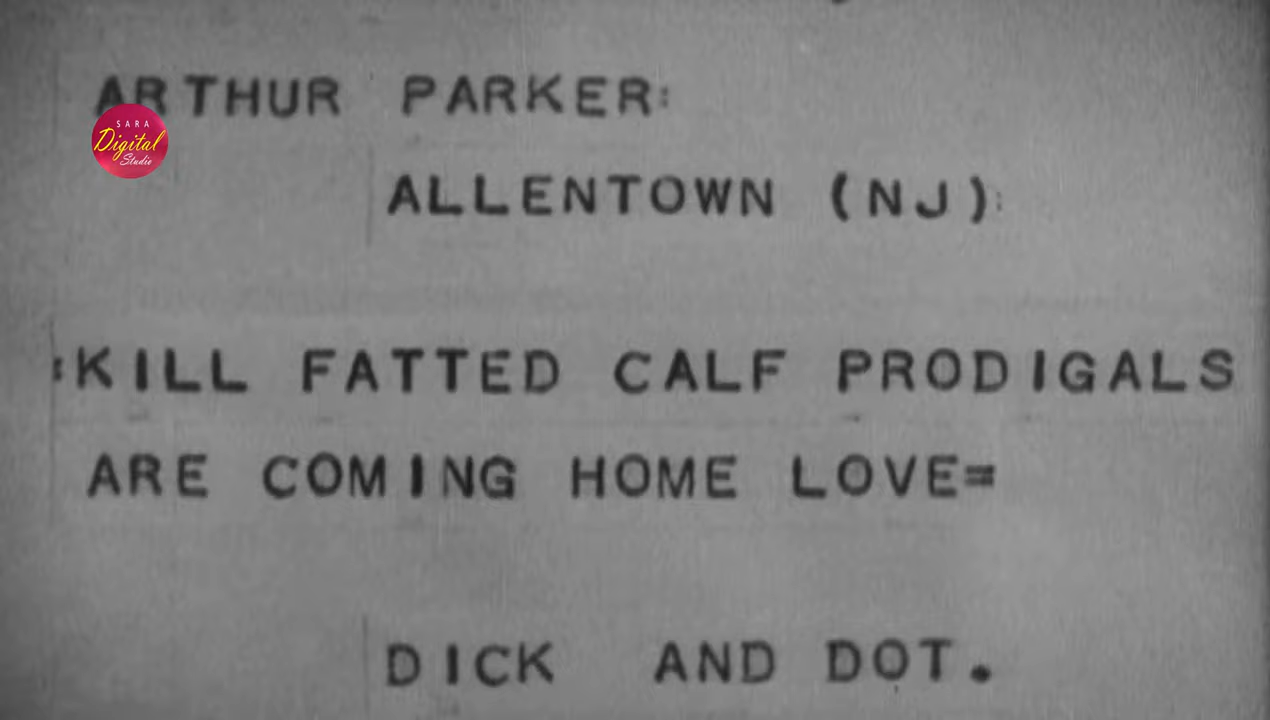 ARTHUR PARKER:
SARA
Digital
Studio
ALLENTOWN (NJ):
:KILL FATTED CALF PRODIGALS
ARE COMING HOME LOVE=
DICK AND DOT.